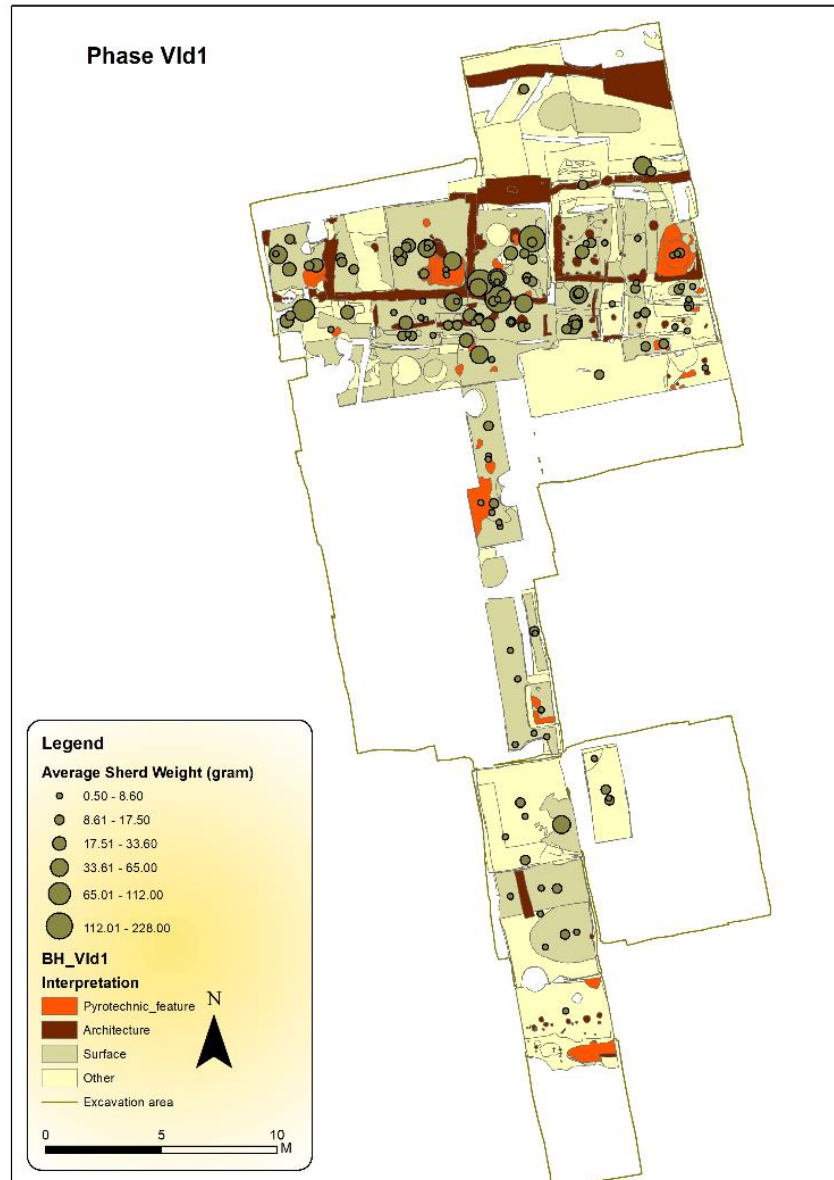 Phase VId1
Legend
Average Sherd Weight (gram)
0.50 - 8.60
8.61 - 17.50
17.51 - 33.60
33.61 - 65.00
65.01 - 112.00
112.01 - 228.00
BH_VId1
Interpretation
N
Pyrotechnic_feature
Architecture
Surface
Other
Excavation area
0 5 10
M